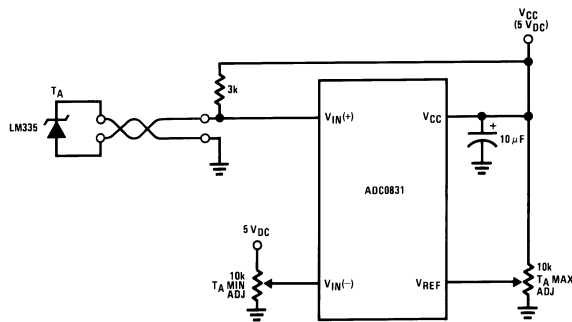 VCC
(5 VDC)
TA
LM335
3k
VIN(+)
VCC
+
10 μF
ADC0831
5 VDC
10k
TA MIN
ADJ
VIN(−)
VREF
10k
TA MAX
ADJ